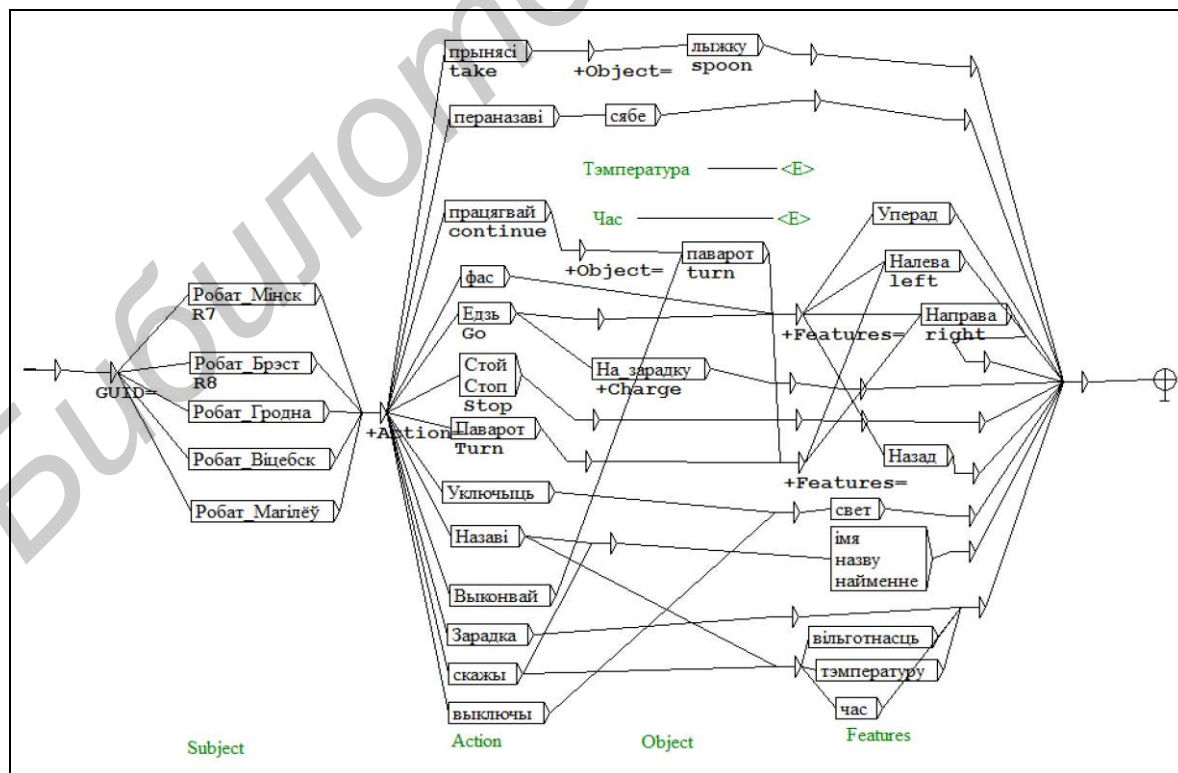 Библиоте
прынясі
take
+Object=
лыжку
spoon
пераназаві
сябе
Тэмпература
<E>
Час
<E>
працягвай
continue
+Object=
паварот
turn
Уперад
Налева
left
Направа
right
+Features=
фас
Едзь
Go
На_зарадку
+Charge
Робат_Мінск
R7
Робат_Брэст
R8
GUID=
Робат_Гродна
Робат_Віцебск
Робат_Магілёў
+Action=
Стой
Стоп
Stop
Паварот
Turn
Назад
+Features=
Уключыць
свет
Назаві
імя
назву
найменне
Выконвай
Зарадка
вільготнасць
скажы
тэмпературу
выключы
час
Subject
Action
Object
Features